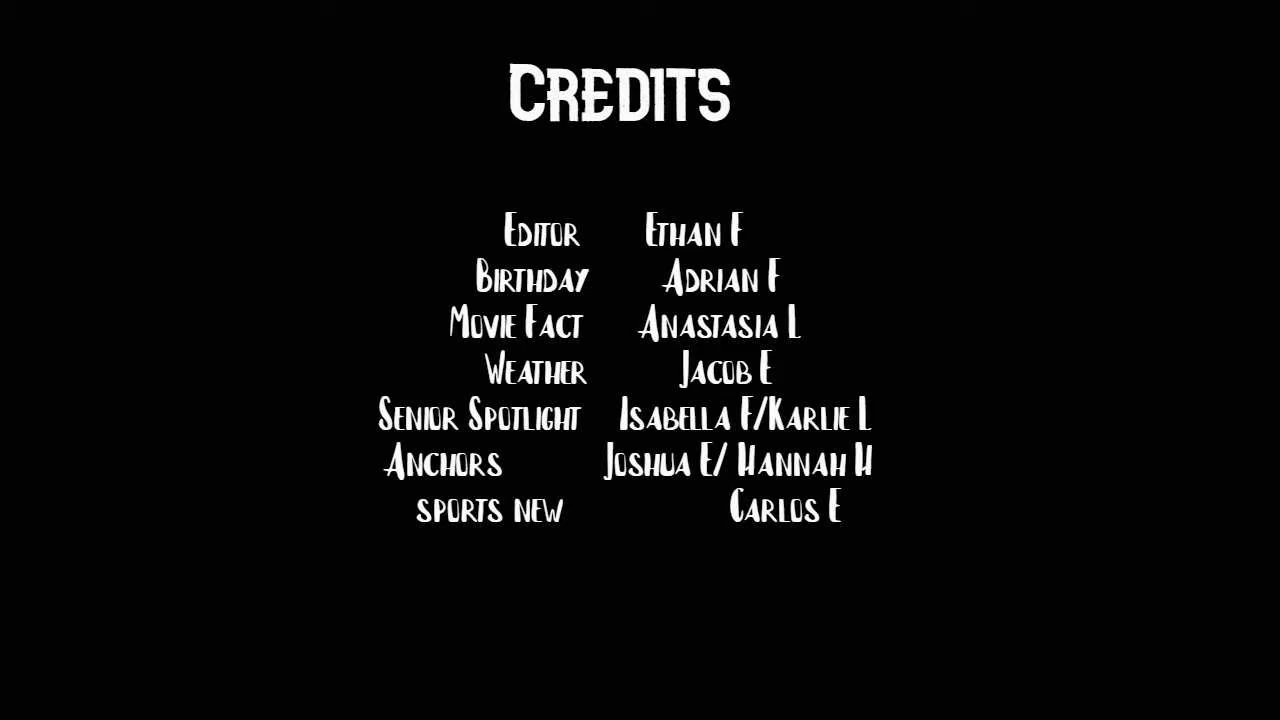 Credits
Editor Ethan F
Birthday Adrian F
Movie Fact Anastasia L
Weather Jacob E
Senior Spotlight Isabella F/Karlie L
Anchors Joshua E/ Hannah H
sports new Carlos E